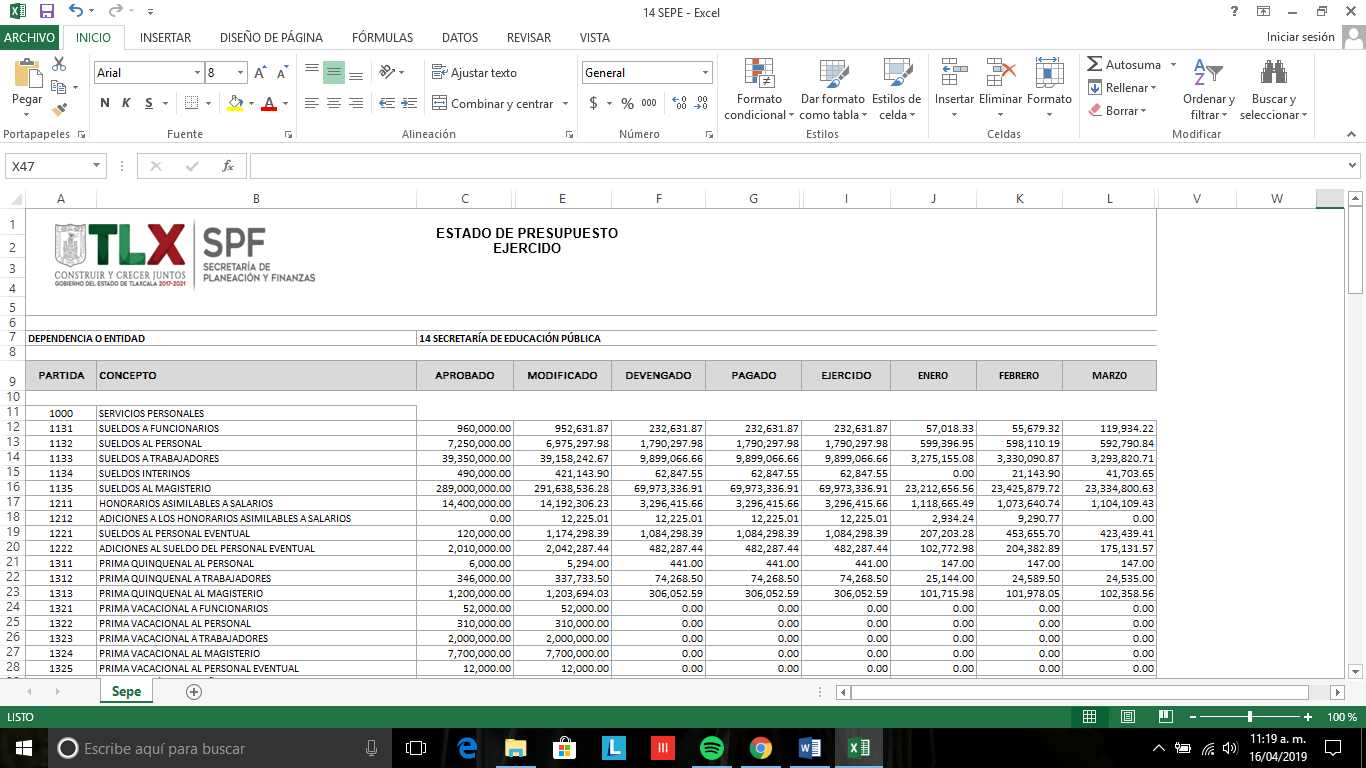 14 SEPE - Excel
ARCHIVO INICIO INSERTAR DISEÑO DE PÁGINA FÓRMULAS DATOS REVISAR VISTA Iniciar sesión
Arial 8 Ajustar texto General Autosuma
Pegar N K S Combinar y centrar $ % 000 Formato condicional Dar formato como tabla Estilos de celda Insertar Eliminar Formato Rellenar Borrar Ordenar y filtrar Buscar y seleccionar
Portapapeles Fuente Alineación Número Estilos Celdas Modificar
X47 fx
A B C E F G I J K L V W
1 TLX SPF ESTADO DE PRESUPUESTO
2 EJERCIDO
3 SECRETARÍA DE
CONSTRUIR Y CRECER JUNTOS PLANEACIÓN Y FINANZAS
4 GOBIERNO DEL ESTADO DE TLAXCALA 2017-2021
5
6
7 DEPENDENCIA O ENTIDAD 14 SECRETARÍA DE EDUCACIÓN PÚBLICA
8
9 PARTIDA CONCEPTO APROBADO MODIFICADO DEVENGADO PAGADO EJERCIDO ENERO FEBRERO MARZO
10
11 1000 SERVICIOS PERSONALES
12 1131 SUELDOS A FUNCIONARIOS 960,000.00 952,631.87 232,631.87 232,631.87 232,631.87 57,018.33 55,679.32 119,934.22
13 1132 SUELDOS AL PERSONAL 7,250,000.00 6,975,297.98 1,790,297.98 1,790,297.98 1,790,297.98 599,396.95 598,110.19 592,790.84
14 1133 SUELDOS A TRABAJADORES 39,350,000.00 39,158,242.67 9,899,066.66 9,899,066.66 9,899,066.66 3,275,155.08 3,330,090.87 3,293,820.71
15 1134 SUELDOS INTERINOS 490,000.00 421,143.90 62,847.55 62,847.55 62,847.55 0.00 21,143.90 41,703.65
16 1135 SUELDOS AL MAGISTERIO 289,000,000.00 291,638,536.28 69,973,336.91 69,973,336.91 69,973,336.91 23,212,656.56 23,425,879.72 23,334,800.63
17 1211 HONORARIOS ASIMILABLES A SALARIOS 14,400,000.00 14,192,306.23 3,296,415.66 3,296,415.66 3,296,415.66 1,118,665.49 1,073,640.74 1,104,109.43
18 1212 ADICIONES A LOS HONORARIOS ASIMILABLES A SALARIOS 0.00 12,225.01 12,225.01 12,225.01 12,225.01 2,934.24 9,290.77 0.00
19 1221 SUELDOS AL PERSONAL EVENTUAL 120,000.00 1,174,298.39 1,084,298.39 1,084,298.39 1,084,298.39 207,203.28 453,655.70 423,439.41
20 1222 ADICIONES AL SUELDO DEL PERSONAL EVENTUAL 2,010,000.00 2,042,287.44 482,287.44 482,287.44 482,287.44 102,772.98 204,382.89 175,131.57
21 1311 PRIMA QUINQUENAL AL PERSONAL 6,000.00 5,294.00 441.00 441.00 441.00 147.00 147.00 147.00
22 1312 PRIMA QUINQUENAL A TRABAJADORES 346,000.00 337,733.50 74,268.50 74,268.50 74,268.50 25,144.00 24,589.50 24,535.00
23 1313 PRIMA QUINQUENAL AL MAGISTERIO 1,200,000.00 1,203,694.03 306,052.59 306,052.59 306,052.59 101,715.98 101,978.05 102,358.56
24 1321 PRIMA VACACIONAL A FUNCIONARIOS 52,000.00 52,000.00 0.00 0.00 0.00 0.00 0.00 0.00
25 1322 PRIMA VACACIONAL AL PERSONAL 310,000.00 310,000.00 0.00 0.00 0.00 0.00 0.00 0.00
26 1323 PRIMA VACACIONAL A TRABAJADORES 2,000,000.00 2,000,000.00 0.00 0.00 0.00 0.00 0.00 0.00
27 1324 PRIMA VACACIONAL AL MAGISTERIO 7,700,000.00 7,700,000.00 0.00 0.00 0.00 0.00 0.00 0.00
28 1325 PRIMA VACACIONAL AL PERSONAL EVENTUAL 12,000.00 12,000.00 0.00 0.00 0.00 0.00 0.00 0.00
Sepe
LISTO 100 %
Escribe aquí para buscar 11:19 a. m.
16/04/2019